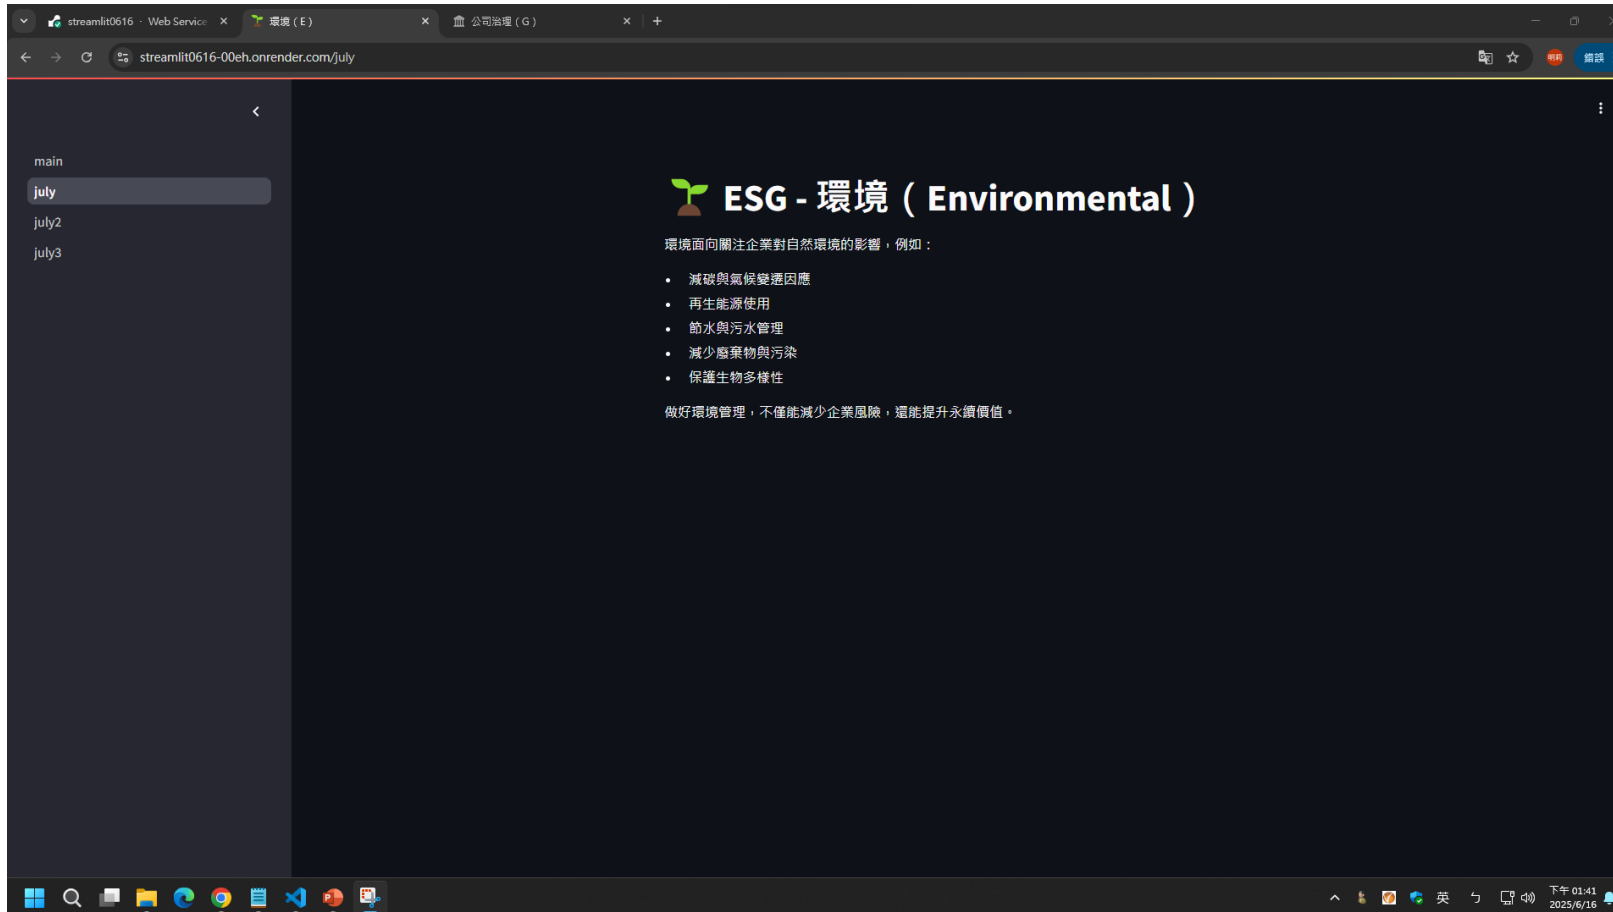 streamlit0616 · Web Service
環境（E）
公司治理（G）
streamlit0616-00eh.onrender.com/july
明莉
錯誤
main
july
july2
july3
ESG - 環境（Environmental）
環境面向關注企業對自然環境的影響，例如：
• 減碳與氣候變遷因應
• 再生能源使用
• 節水與污水管理
• 減少廢棄物與污染
• 保護生物多樣性
做好環境管理，不僅能減少企業風險，還能提升永續價值。
英
ㄅ
下午 01:41
2025/6/16